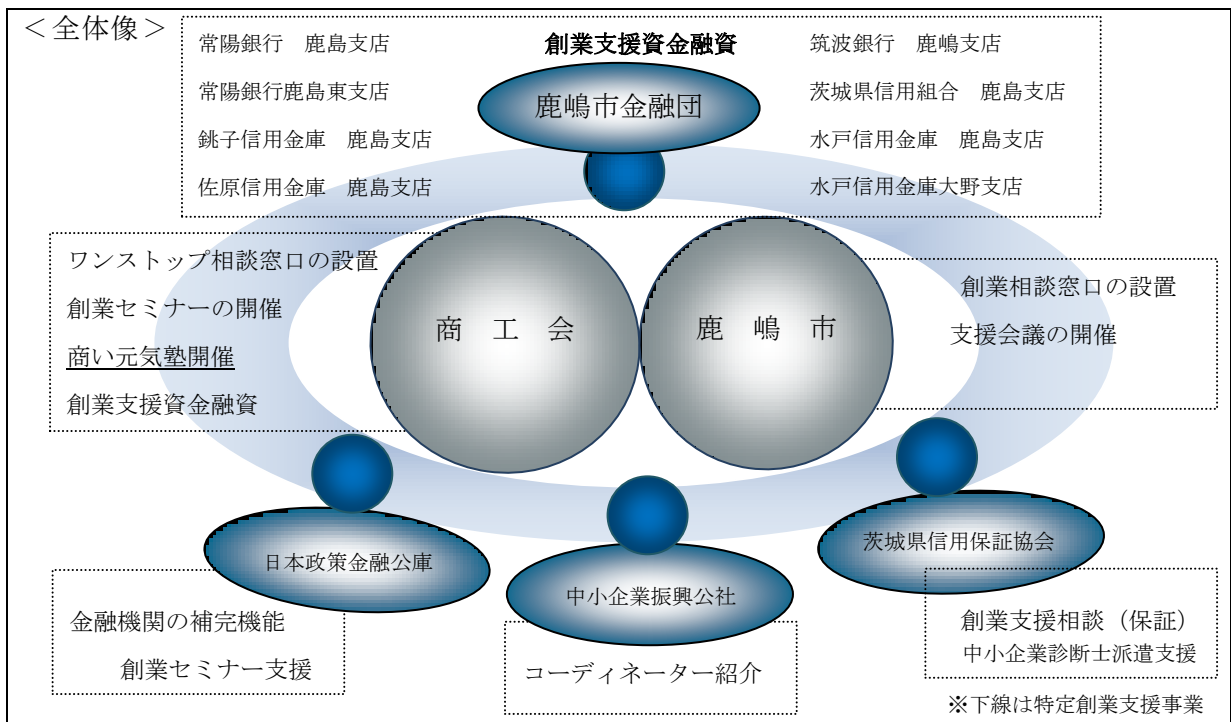 ＜全体像＞
創業支援資金融資
鹿嶋市金融団
常陽銀行　鹿島支店
常陽銀行鹿島東支店
銚子信用金庫　鹿島支店
佐原信用金庫　鹿島支店
筑波銀行　鹿嶋支店
茨城県信用組合　鹿島支店
水戸信用金庫　鹿島支店
水戸信用金庫大野支店
ワンストップ相談窓口の設置
創業セミナーの開催
商い元気塾開催
創業支援資金融資
商　工　会
鹿　嶋　市
創業相談窓口の設置
支援会議の開催
日本政策金融公庫
金融機関の補完機能
創業セミナー支援
中小企業振興公社
コーディネーター紹介
茨城県信用保証協会
創業支援相談（保証）
中小企業診断士派遣支援
※下線は特定創業支援事業